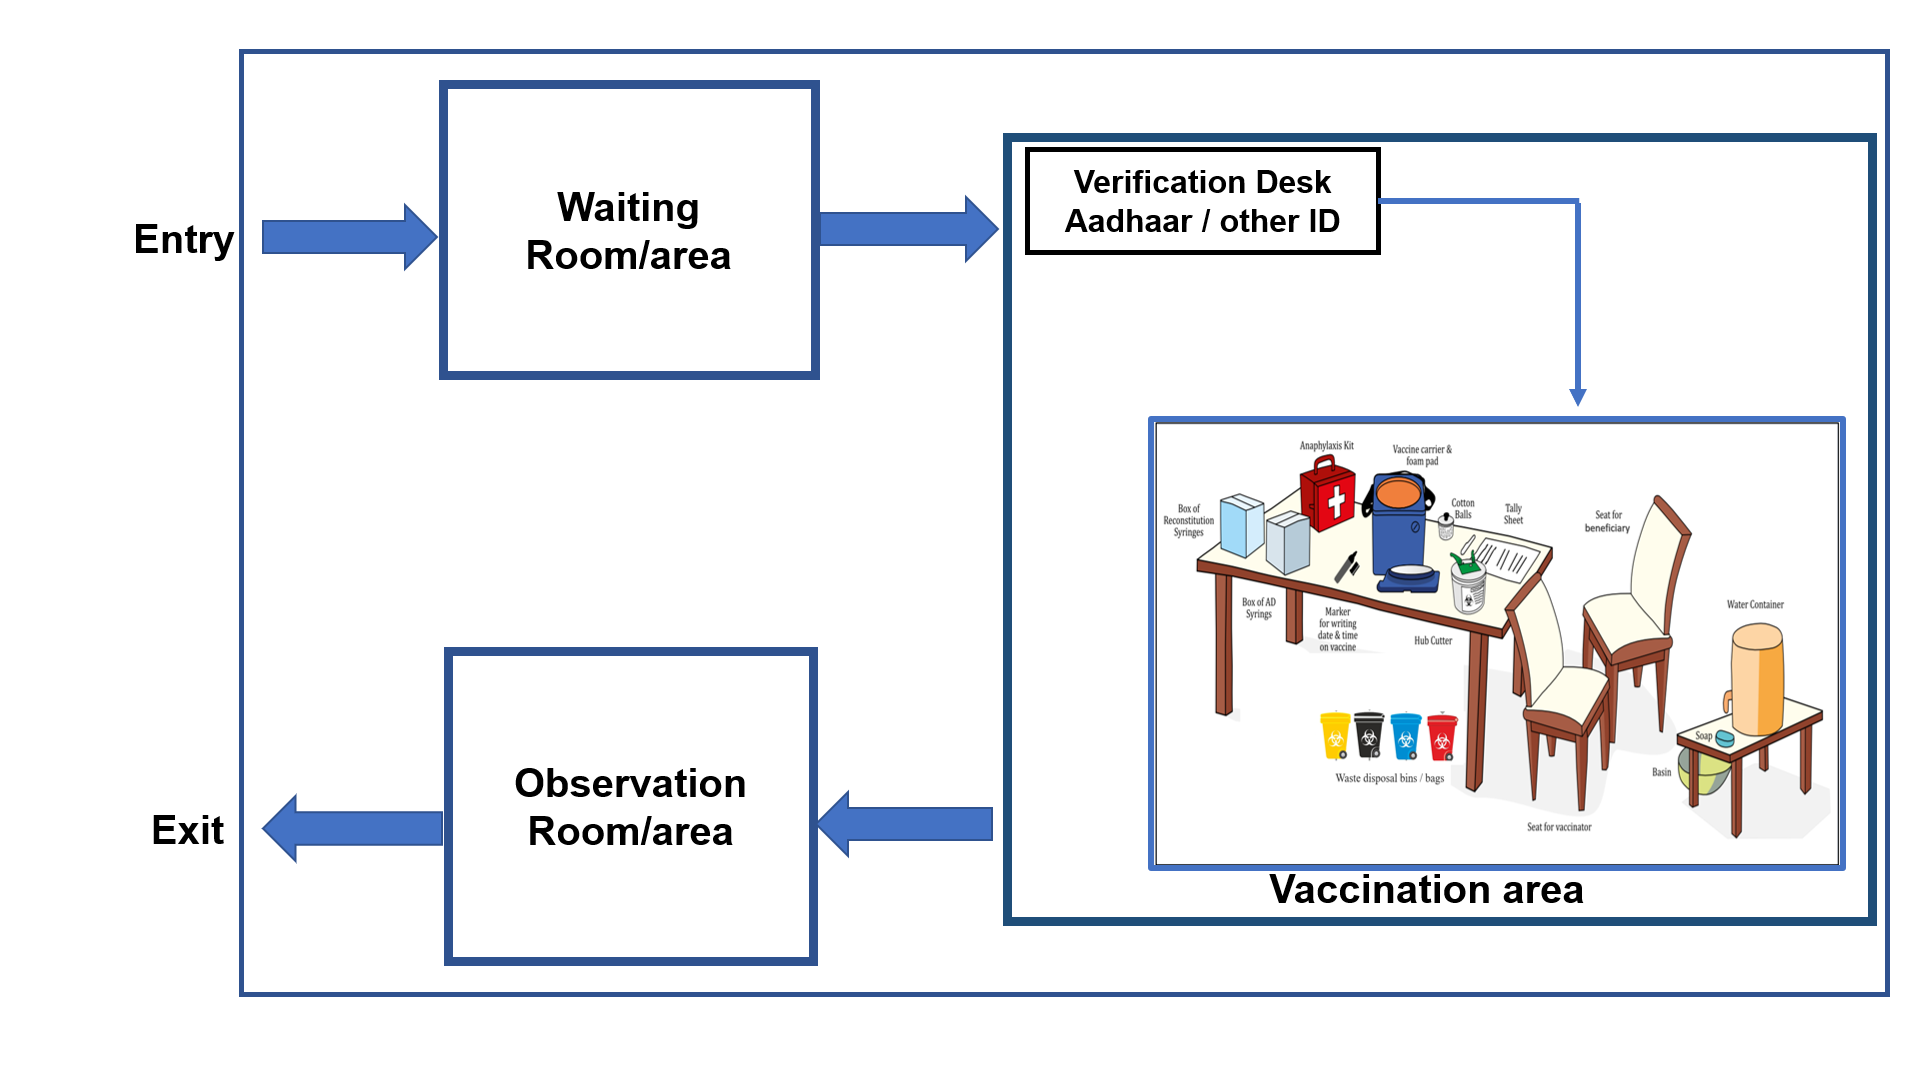 Entry
Waiting
Room/area
Verification Desk
Aadhaar / other ID
Anaphylaxis Kit
Vaccine carrier &
foam pad
Box of
Reconstitution
Syringes
Cotton
Balls
Tally
Sheet
Seat for
beneficiary
Box of AD
Syrings
Marker
for writing
date & time
on vaccine
Hub Cutter
Water Container
Soap
Basin
Waste disposal bins / bags
Seat for vaccinator
Vaccination area
Observation
Room/area
Exit